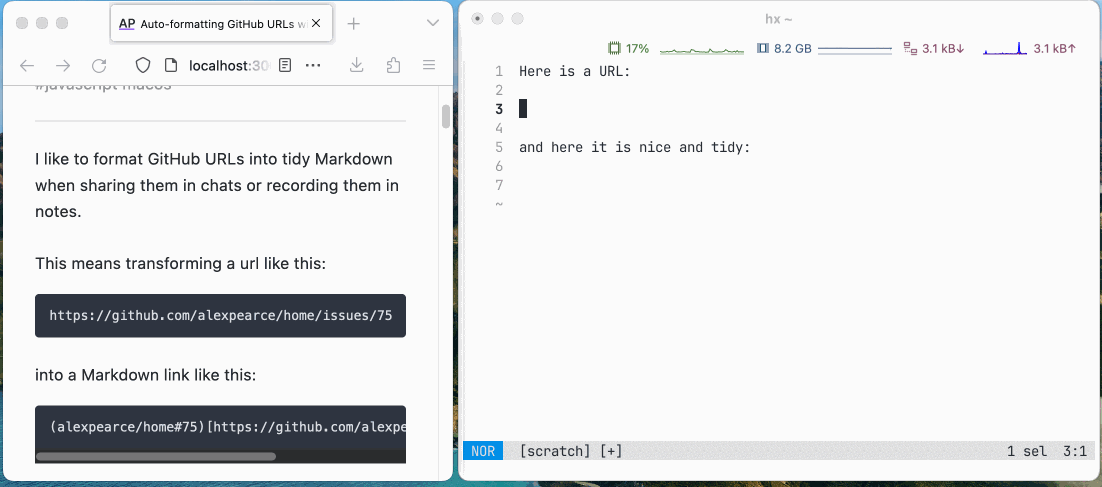 AP Auto-formatting GitHub URLs w
localhost:30
#javascript macos
I like to format GitHub URLs into tidy Markdown
when sharing them in chats or recording them in
notes.
This means transforming a url like this:
https://github.com/alexpearce/home/issues/75
into a Markdown link like this:
(alexpearce/home#75)[https://github.com/alexpe
hx ~
17%
8.2 GB
3.1 kB↓
3.1 kB↑
1 Here is a URL:
2
3
4
5 and here it is nice and tidy:
6
7
~
NOR [scratch] [+] 1 sel 3:1